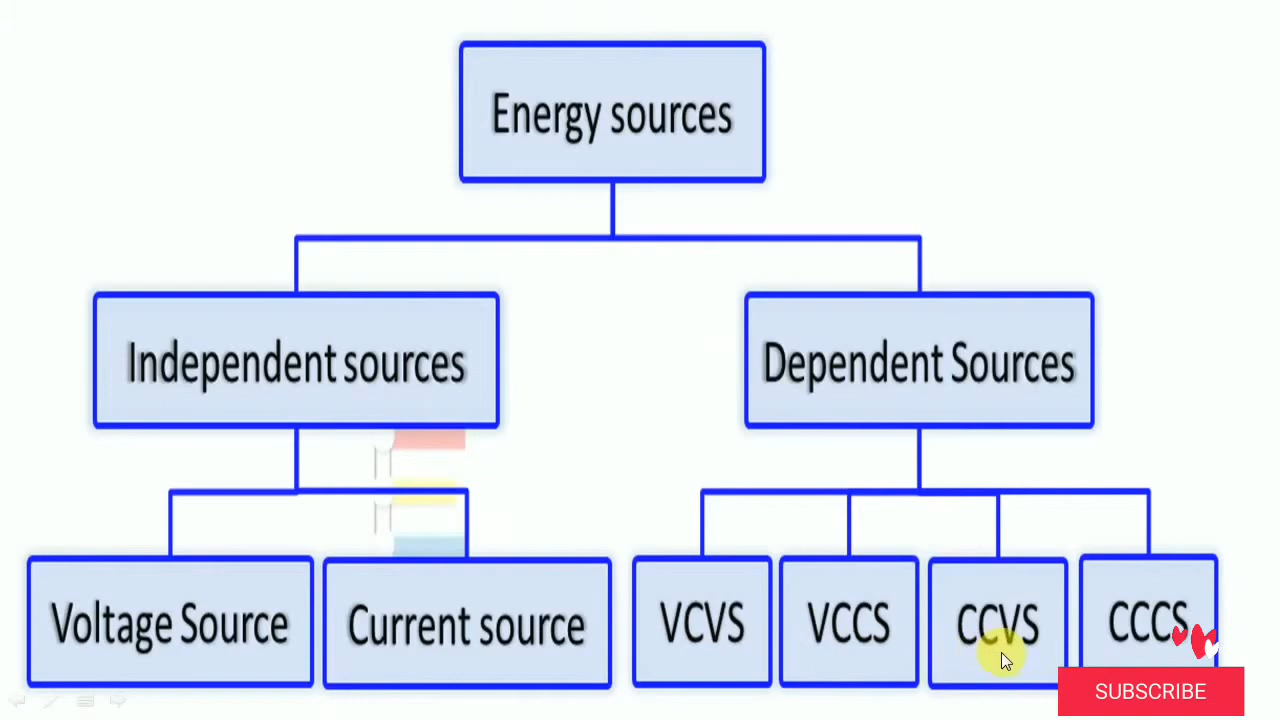 Energy sources
Independent sources
Dependent Sources
Voltage Source
Current source
VCVS
VCCS
CCVS
CCCS
SUBSCRIBE